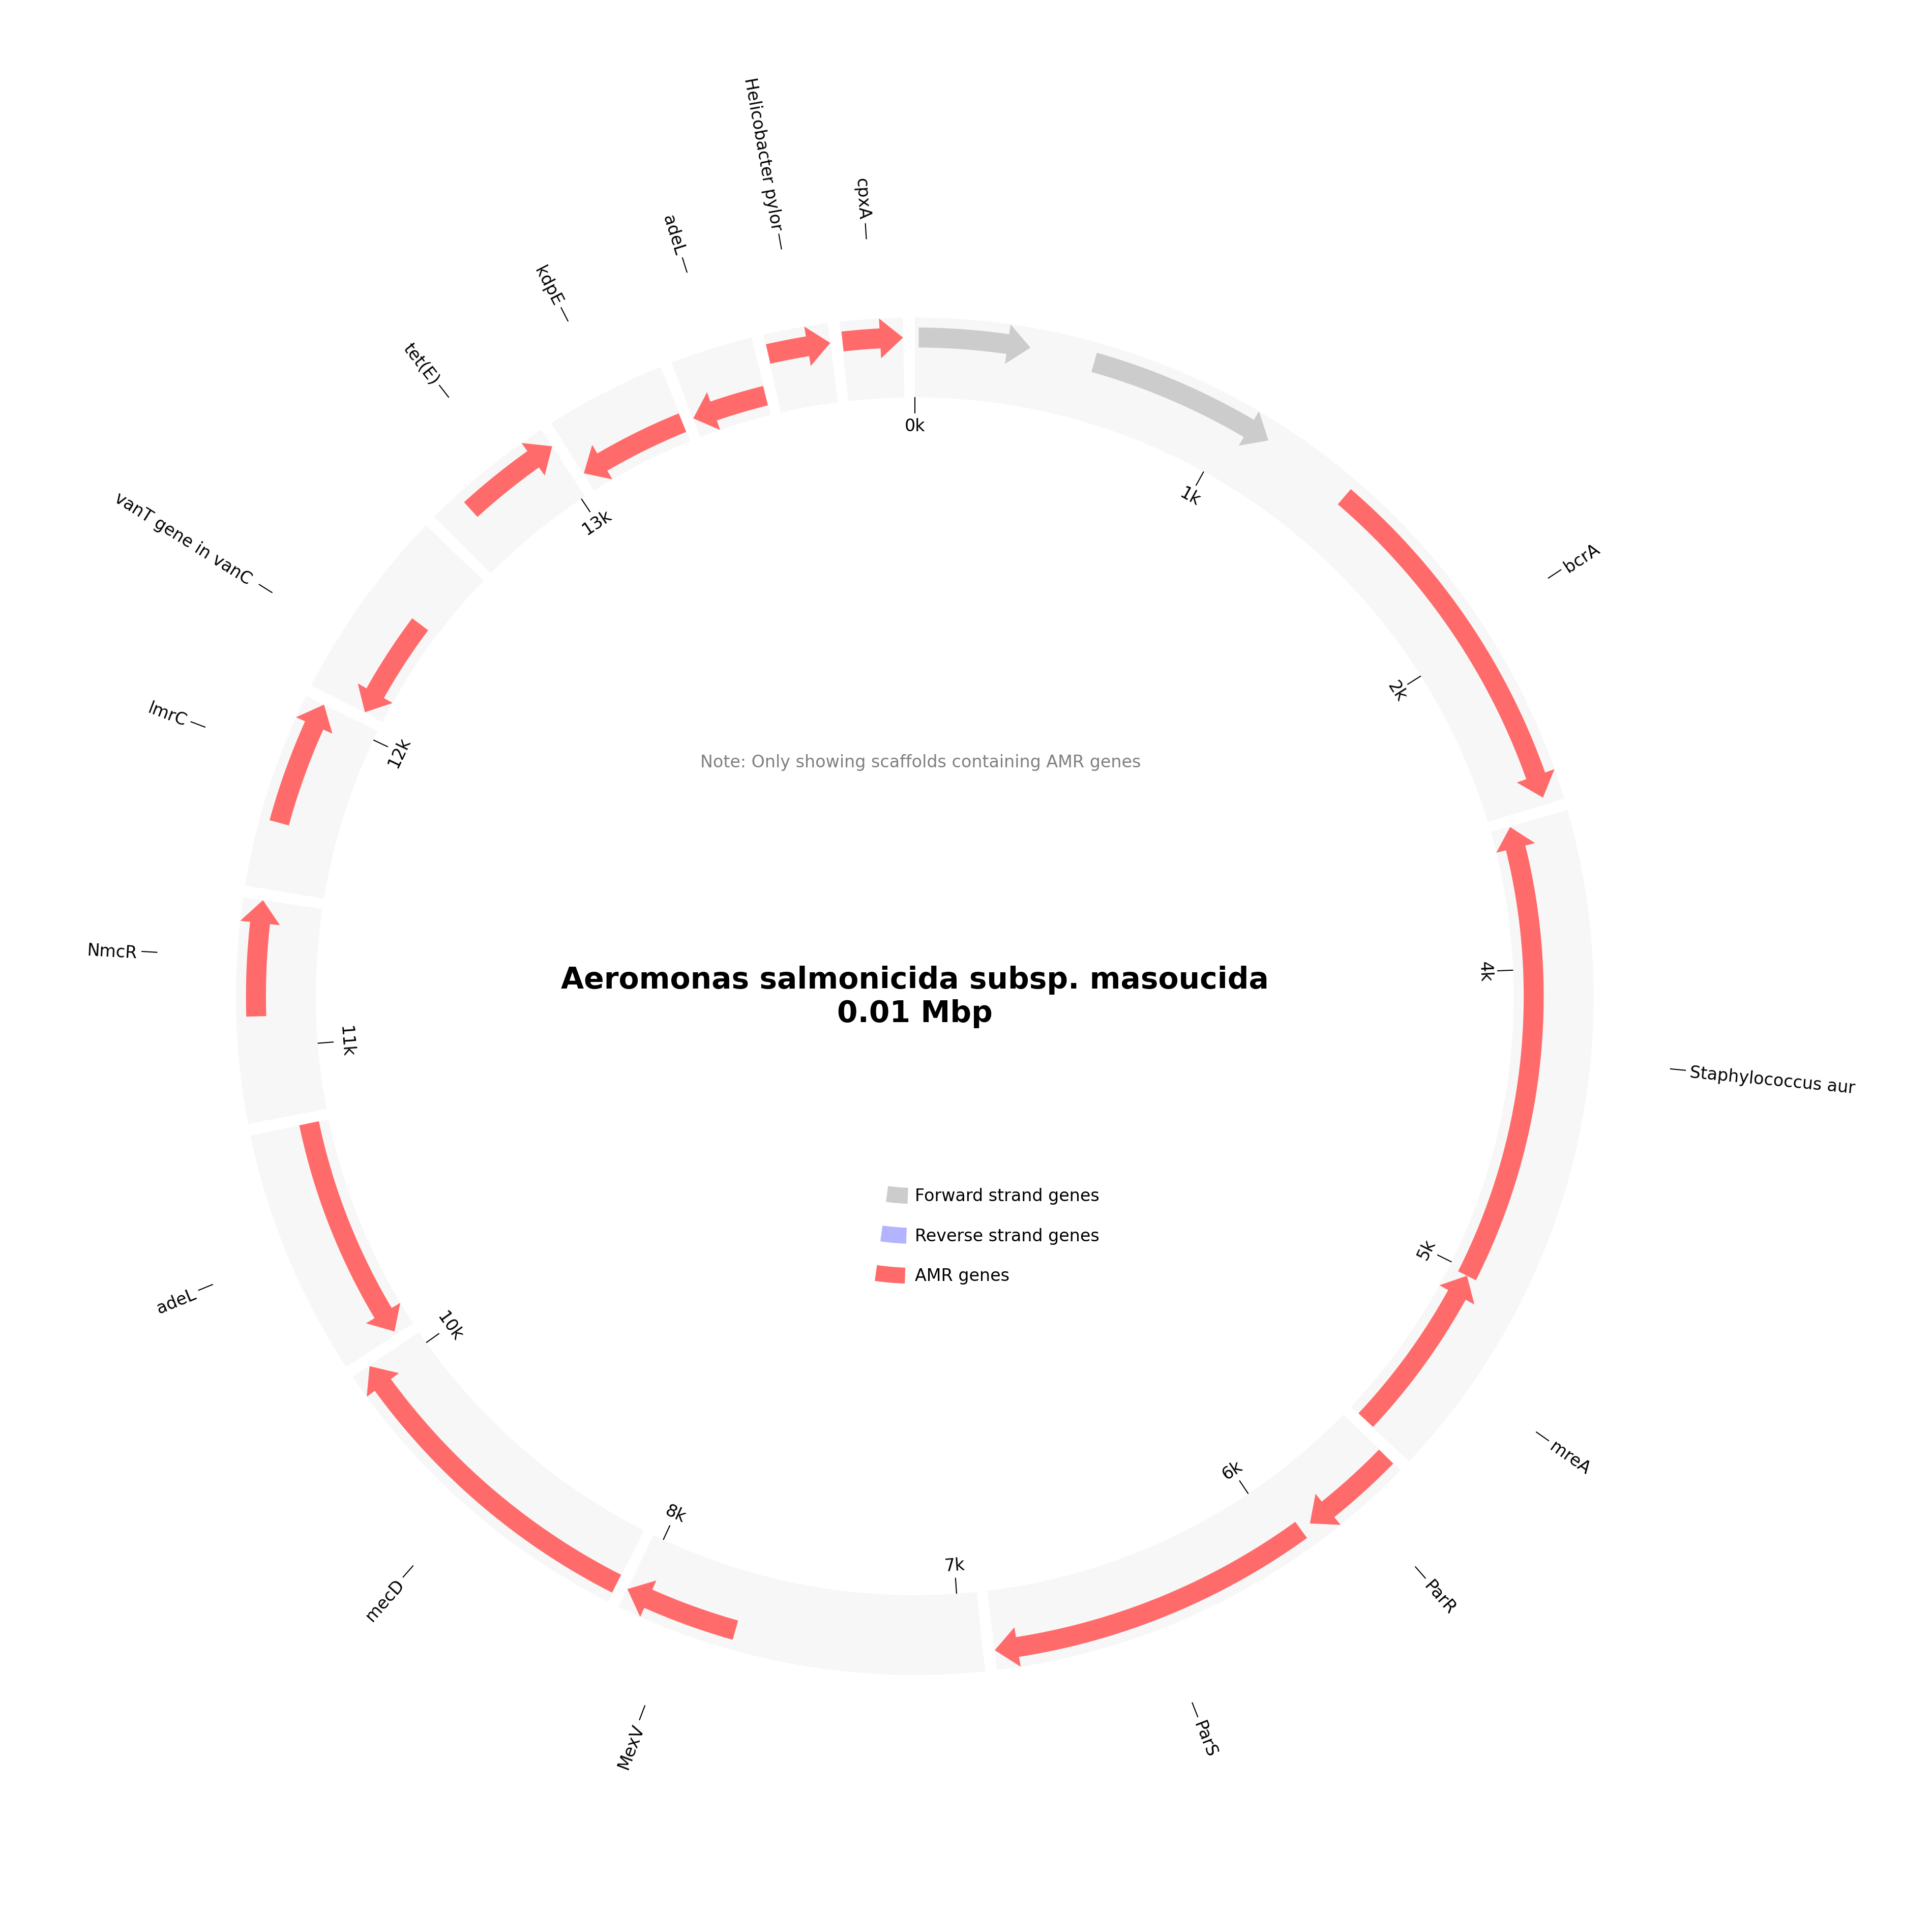 Helicobacter pylor
cpxA
adeL
kdpE
tet(E)
vanT gene in vanC
lmrC
NmcR
adeL
mecD
MexV
ParS
ParR
mreA
Staphylococcus aur
bcrA
0k
1k
2k
4k
5k
6k
7k
8k
10k
11k
12k
13k
Note: Only showing scaffolds containing AMR genes
Aeromonas salmonicida subsp. masoucida
0.01 Mbp
Forward strand genes
Reverse strand genes
AMR genes